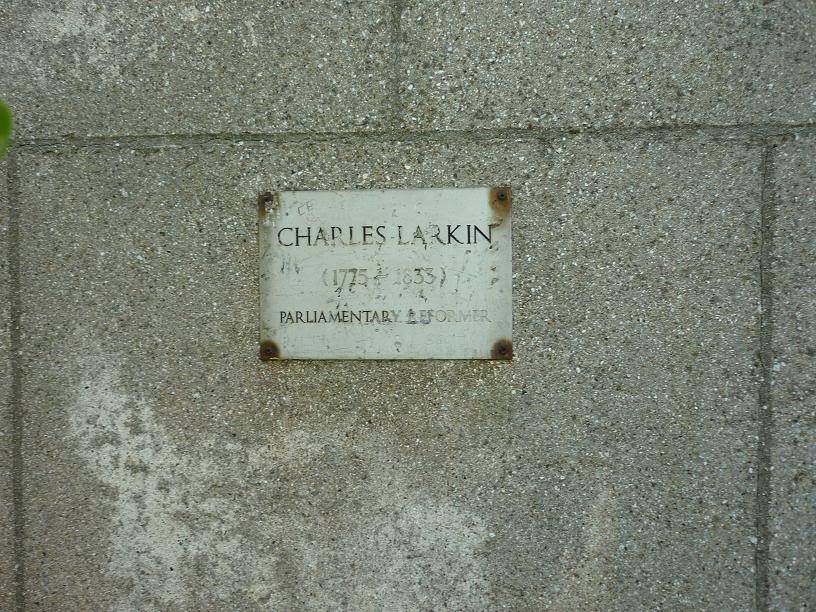 CHARLES LARKIN
(1775 - 1833)
PARLIAMENTARY REFORMER